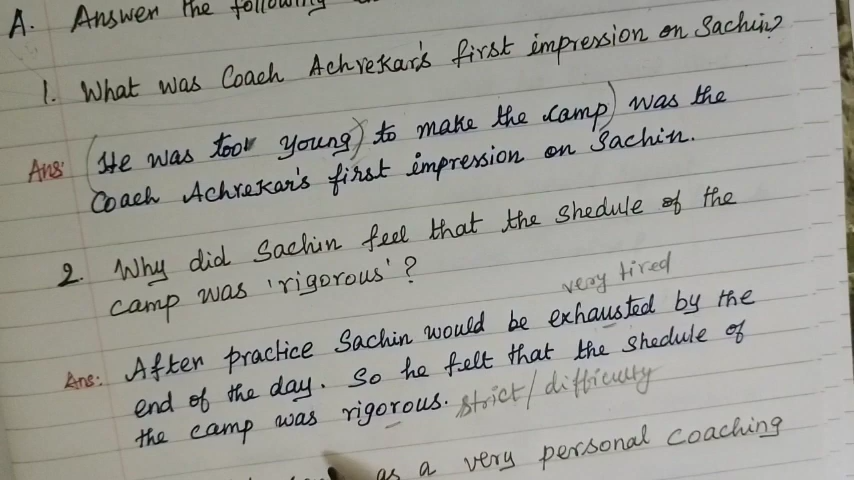 A. Answer the following
1. What was Coach Achrekar's first impression on Sachin?
Ans: (He was too young) to make the camp) was the
Coach Achrekar's first impression on Sachin.
2. Why did Sachin feel that the shedule of the
camp was 'rigorous'?
very tired
Ans: After practice Sachin would be exhausted by the
end of the day. So he felt that the shedule of
the camp was rigorous. strict/difficulty
as a very personal coaching